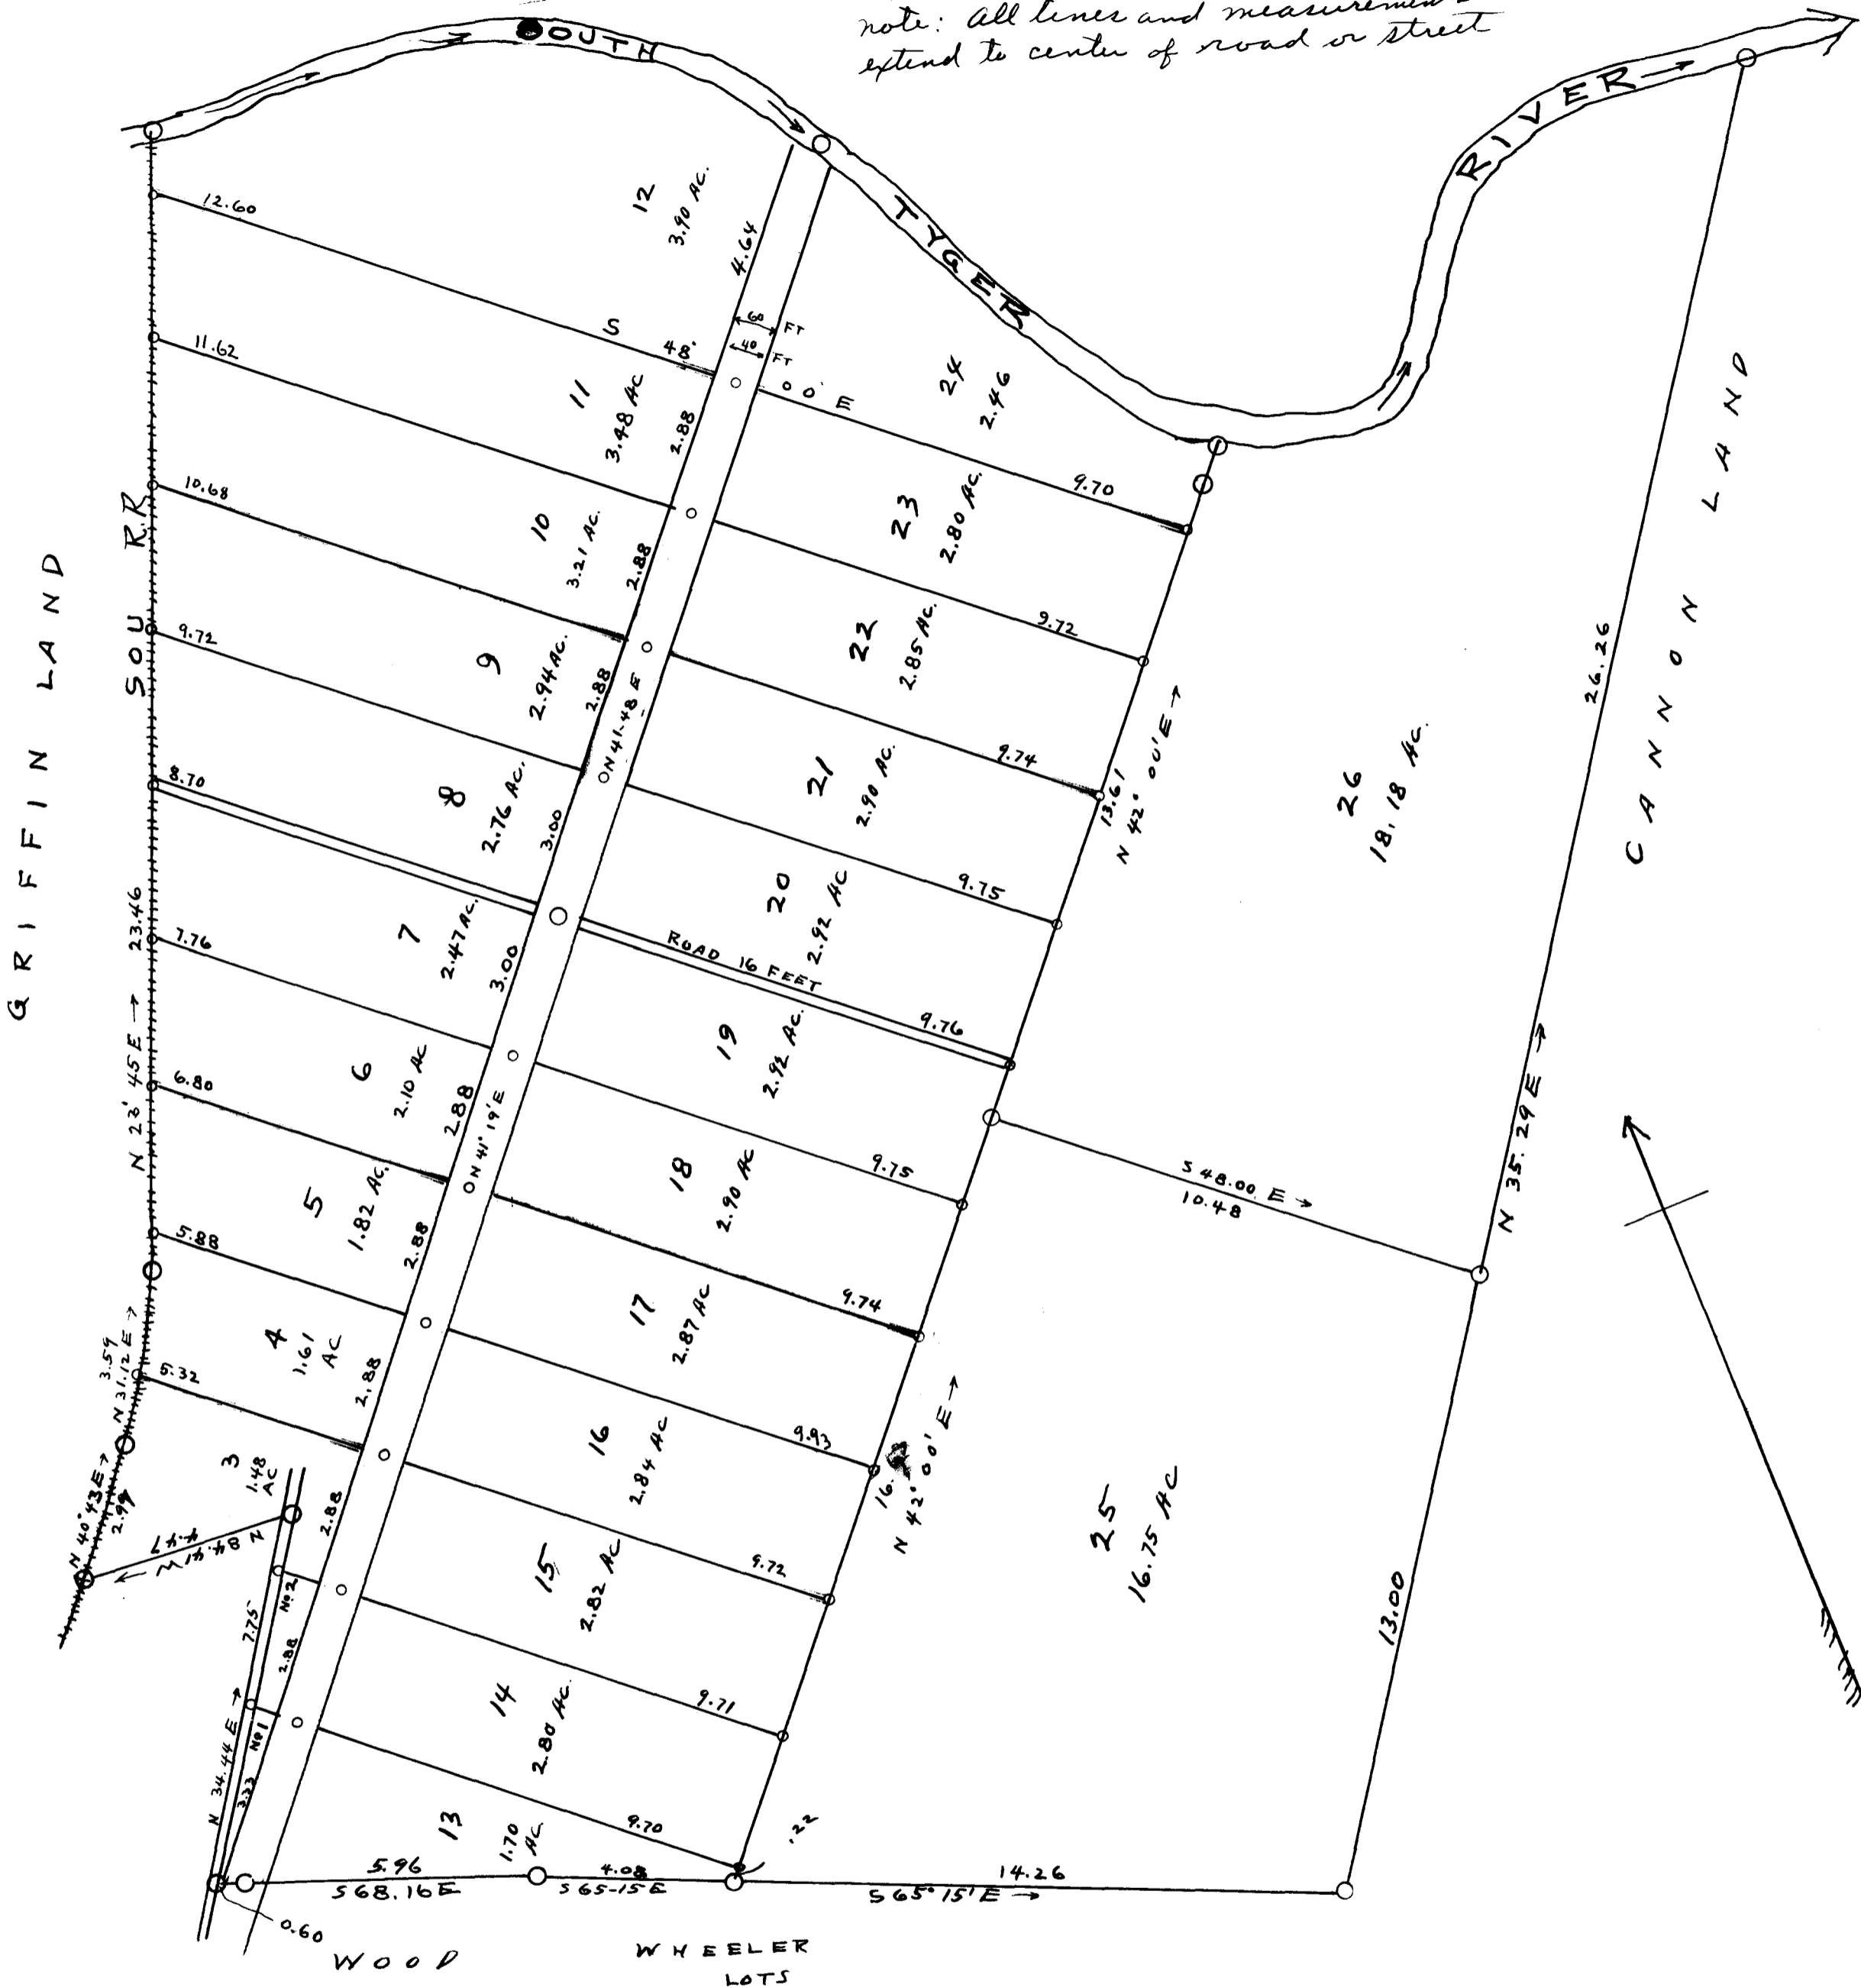 note: All lines and measurements
extend to center of road or street
SOUTH
TYGER
RIVER
GRIFFIN LAND
SOU R.R
CANNON LAND
12.60
12
3.90 AC.
4.64
60 FT
40 FT
S 48° 00' E
11.62
11
3.48 AC
2.88
10.68
10
3.21 AC.
2.88
9.72
9
2.94 AC.
2.88
N 41-48 E
8.70
8
2.76 AC.
3.00
7.76
7
2.47 AC.
3.00
23.46
N 23° 45 E →
6.80
6
2.10 AC
2.88
N 41° 19' E
5.88
5
1.82 AC.
2.88
3.59
N 31.12 E →
5.32
4
1.61
AC
2.88
N 40° 43 E →
2.99
3
1.48
AC
2.88
N 84.41 W
4.47
No 2
2.88
7.75
N 34.44 E →
No 1
3.33
24
2.46
9.70
23
2.80 AC.
9.72
22
2.85 AC.
9.74
21
2.90 AC.
9.75
20
2.92 AC
ROAD 16 FEET
9.76
19
2.92 AC.
9.75
18
2.90 AC
9.74
17
2.87 AC
9.93
16
2.84 AC
9.72
15
2.82 AC
9.71
14
2.80 AC.
9.70
13
1.70
AC.
.22
13.61
N 42° 00' E →
26
18.18 AC.
26.26
N 35.29 E →
S 48.00 E →
10.48
16.
N 42° 00' E →
25
16.75 AC
13.00
5.96
S 68.16 E
4.08
S 65-15 E
14.26
S 65° 15' E →
0.60
WOOD
WHEELER
LOTS